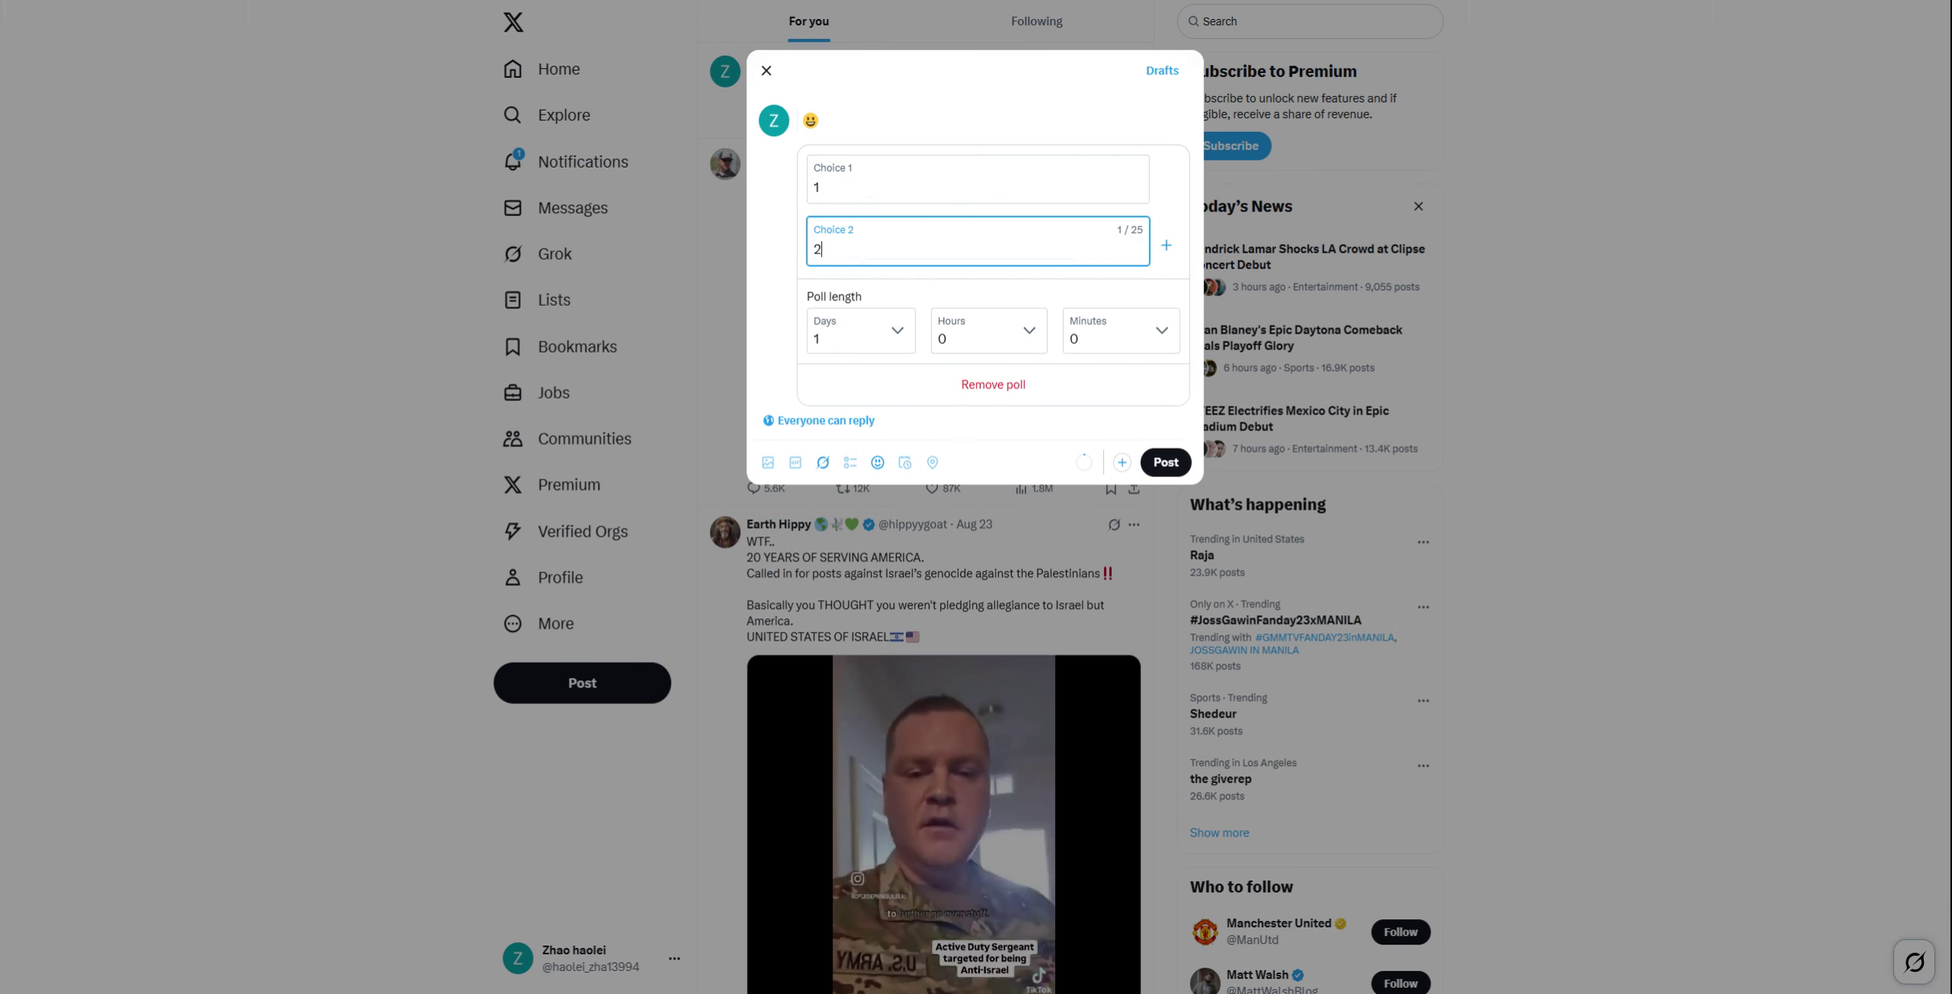 Home
Explore
1
Notifications
Messages
Grok
Lists
Bookmarks
Jobs
Communities
Premium
Verified Orgs
Profile
More
Post
Z
Zhao haolei
@haolei_zha13994
For you
Following
Z
Drafts
Z
😀
Choice 1
1
Choice 2
1 / 25
2
Poll length
Days
1
Hours
0
Minutes
0
Remove poll
Everyone can reply
Post
5.6K
12K
87K
1.8M
Earth Hippy 🌎🕊️💚 @hippyygoat · Aug 23
WTF..
20 YEARS OF SERVING AMERICA.
Called in for posts against Israel's genocide against the Palestinians‼️
Basically you THOUGHT you weren't pledging allegiance to Israel but
America.
UNITED STATES OF ISRAEL🇮🇱🇺🇸
to
U.S. ARMY
Active Duty Sergeant
targeted for being
Anti-Israel
TikTok
Search
ubscribe to Premium
bscribe to unlock new features and if
gible, receive a share of revenue.
Subscribe
oday's News
ndrick Lamar Shocks LA Crowd at Clipse
ncert Debut
3 hours ago · Entertainment · 9,055 posts
an Blaney's Epic Daytona Comeback
als Playoff Glory
6 hours ago · Sports · 16.9K posts
EEZ Electrifies Mexico City in Epic
adium Debut
7 hours ago · Entertainment · 13.4K posts
What's happening
Trending in United States
Raja
23.9K posts
Only on X · Trending
#JossGawinFanday23xMANILA
Trending with #GMMTVFANDAY23inMANILA,
JOSSGAWIN IN MANILA
168K posts
Sports · Trending
Shedeur
31.6K posts
Trending in Los Angeles
the giverep
26.6K posts
Show more
Who to follow
Manchester United
@ManUtd
Follow
Matt Walsh
@MattWalshBlog
Follow